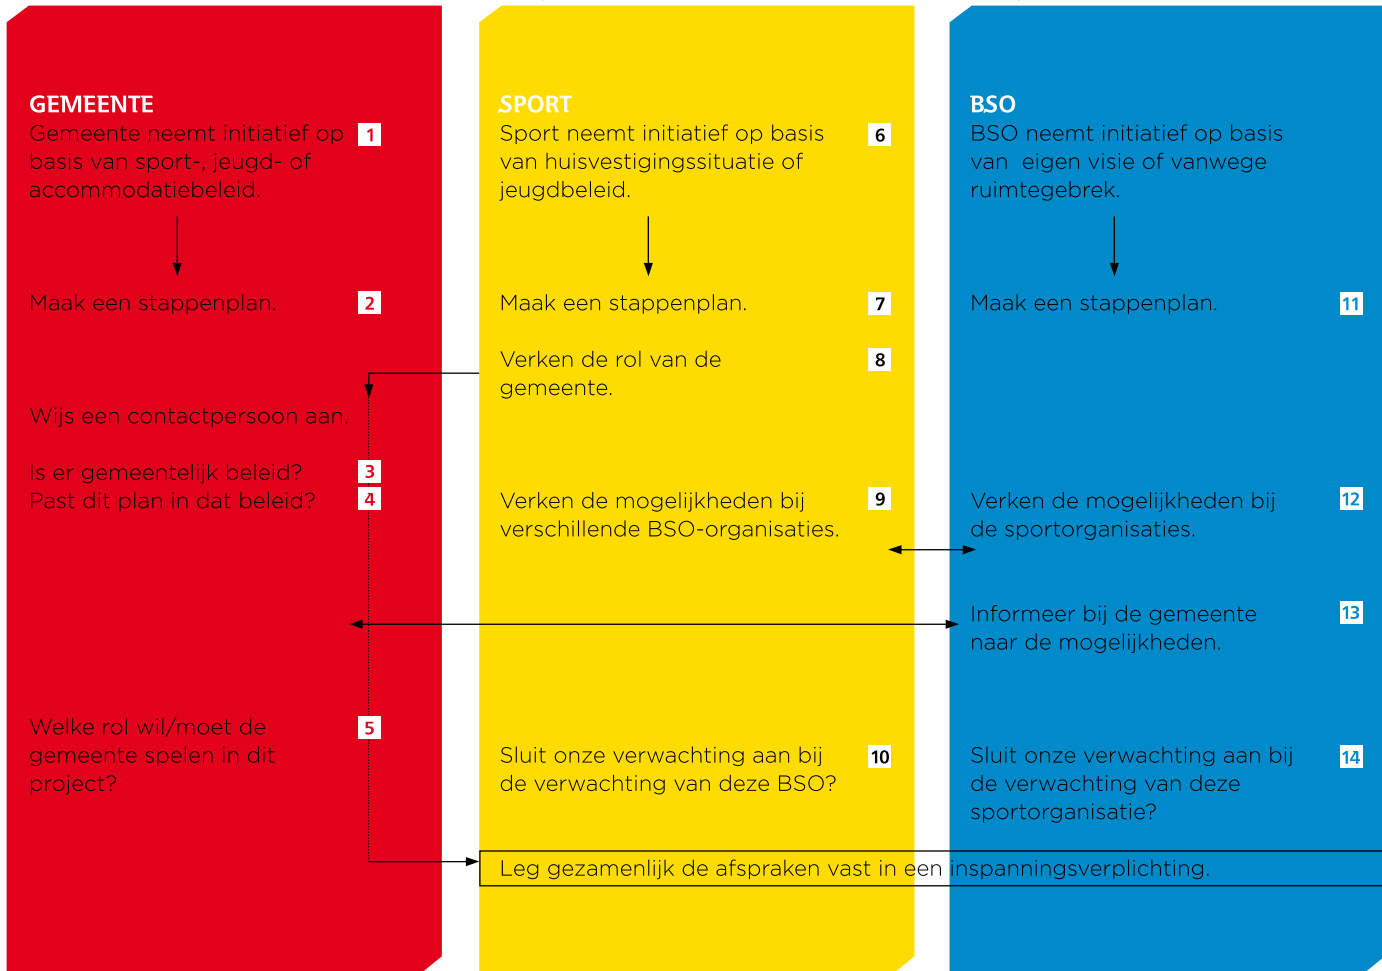 GEMEENTE
Gemeente neemt initiatief op 1
basis van sport-, jeugd- of
accommodatiebeleid.
Maak een stappenplan. 2
Wijs een contactpersoon aan.
Is er gemeentelijk beleid? 3
Past dit plan in dat beleid? 4
Welke rol wil/moet de 5
gemeente spelen in dit
project?
SPORT
Sport neemt initiatief op basis 6
van huisvestigingssituatie of
jeugdbeleid.
Maak een stappenplan. 7
Verken de rol van de 8
gemeente.
Verken de mogelijkheden bij 9
verschillende BSO-organisaties.
Sluit onze verwachting aan bij 10
de verwachting van deze BSO?
BSO
BSO neemt initiatief op basis
van eigen visie of vanwege
ruimtegebrek.
Maak een stappenplan. 11
Verken de mogelijkheden bij 12
de sportorganisaties.
Informeer bij de gemeente 13
naar de mogelijkheden.
Sluit onze verwachting aan bij 14
de verwachting van deze
sportorganisatie?
Leg gezamenlijk de afspraken vast in een inspanningsverplichting.